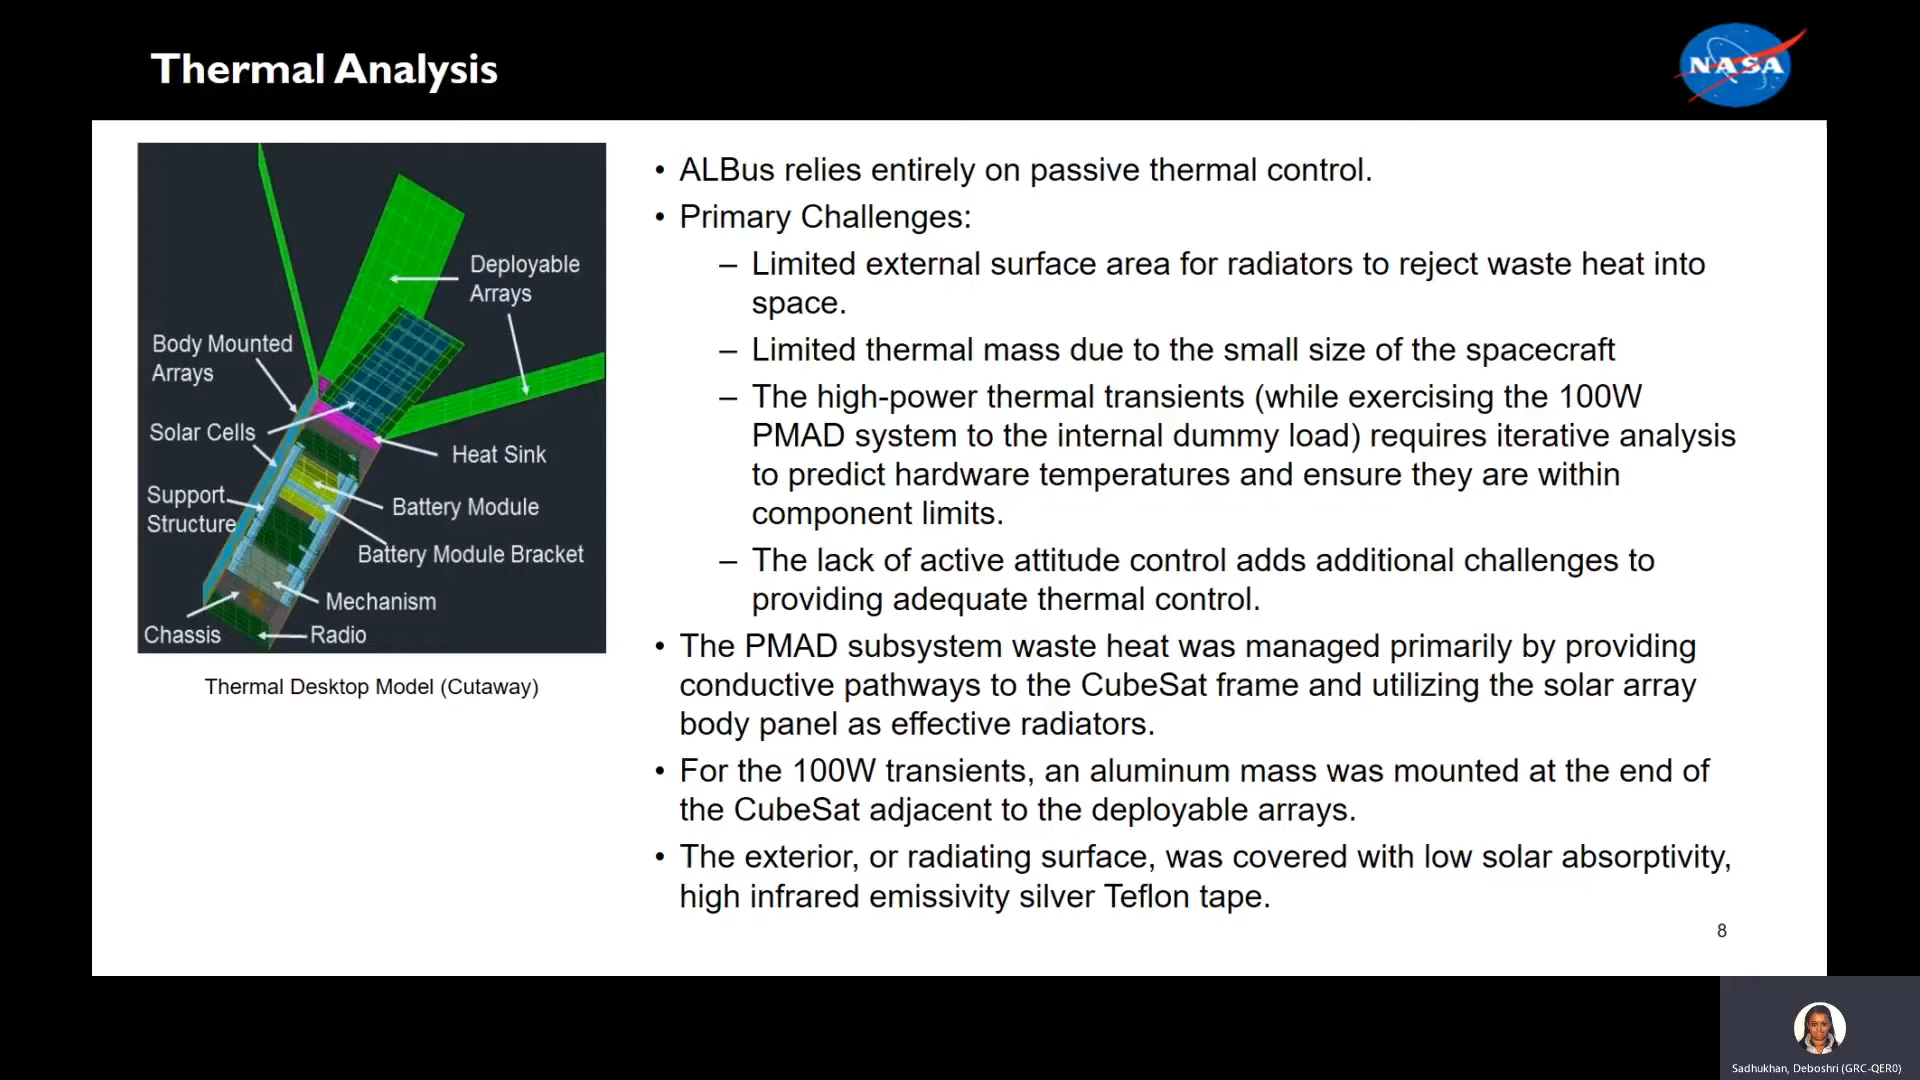 Thermal Analysis
NASA
Deployable
Arrays
Body Mounted
Arrays
Solar Cells
Heat Sink
Support
Structure
Battery Module
Battery Module Bracket
Mechanism
Chassis
Radio
Thermal Desktop Model (Cutaway)
• ALBus relies entirely on passive thermal control.
• Primary Challenges:
– Limited external surface area for radiators to reject waste heat into
space.
– Limited thermal mass due to the small size of the spacecraft
– The high-power thermal transients (while exercising the 100W
PMAD system to the internal dummy load) requires iterative analysis
to predict hardware temperatures and ensure they are within
component limits.
– The lack of active attitude control adds additional challenges to
providing adequate thermal control.
• The PMAD subsystem waste heat was managed primarily by providing
conductive pathways to the CubeSat frame and utilizing the solar array
body panel as effective radiators.
• For the 100W transients, an aluminum mass was mounted at the end of
the CubeSat adjacent to the deployable arrays.
• The exterior, or radiating surface, was covered with low solar absorptivity,
high infrared emissivity silver Teflon tape.
8
Sadhukhan, Deboshri (GRC-QER0)